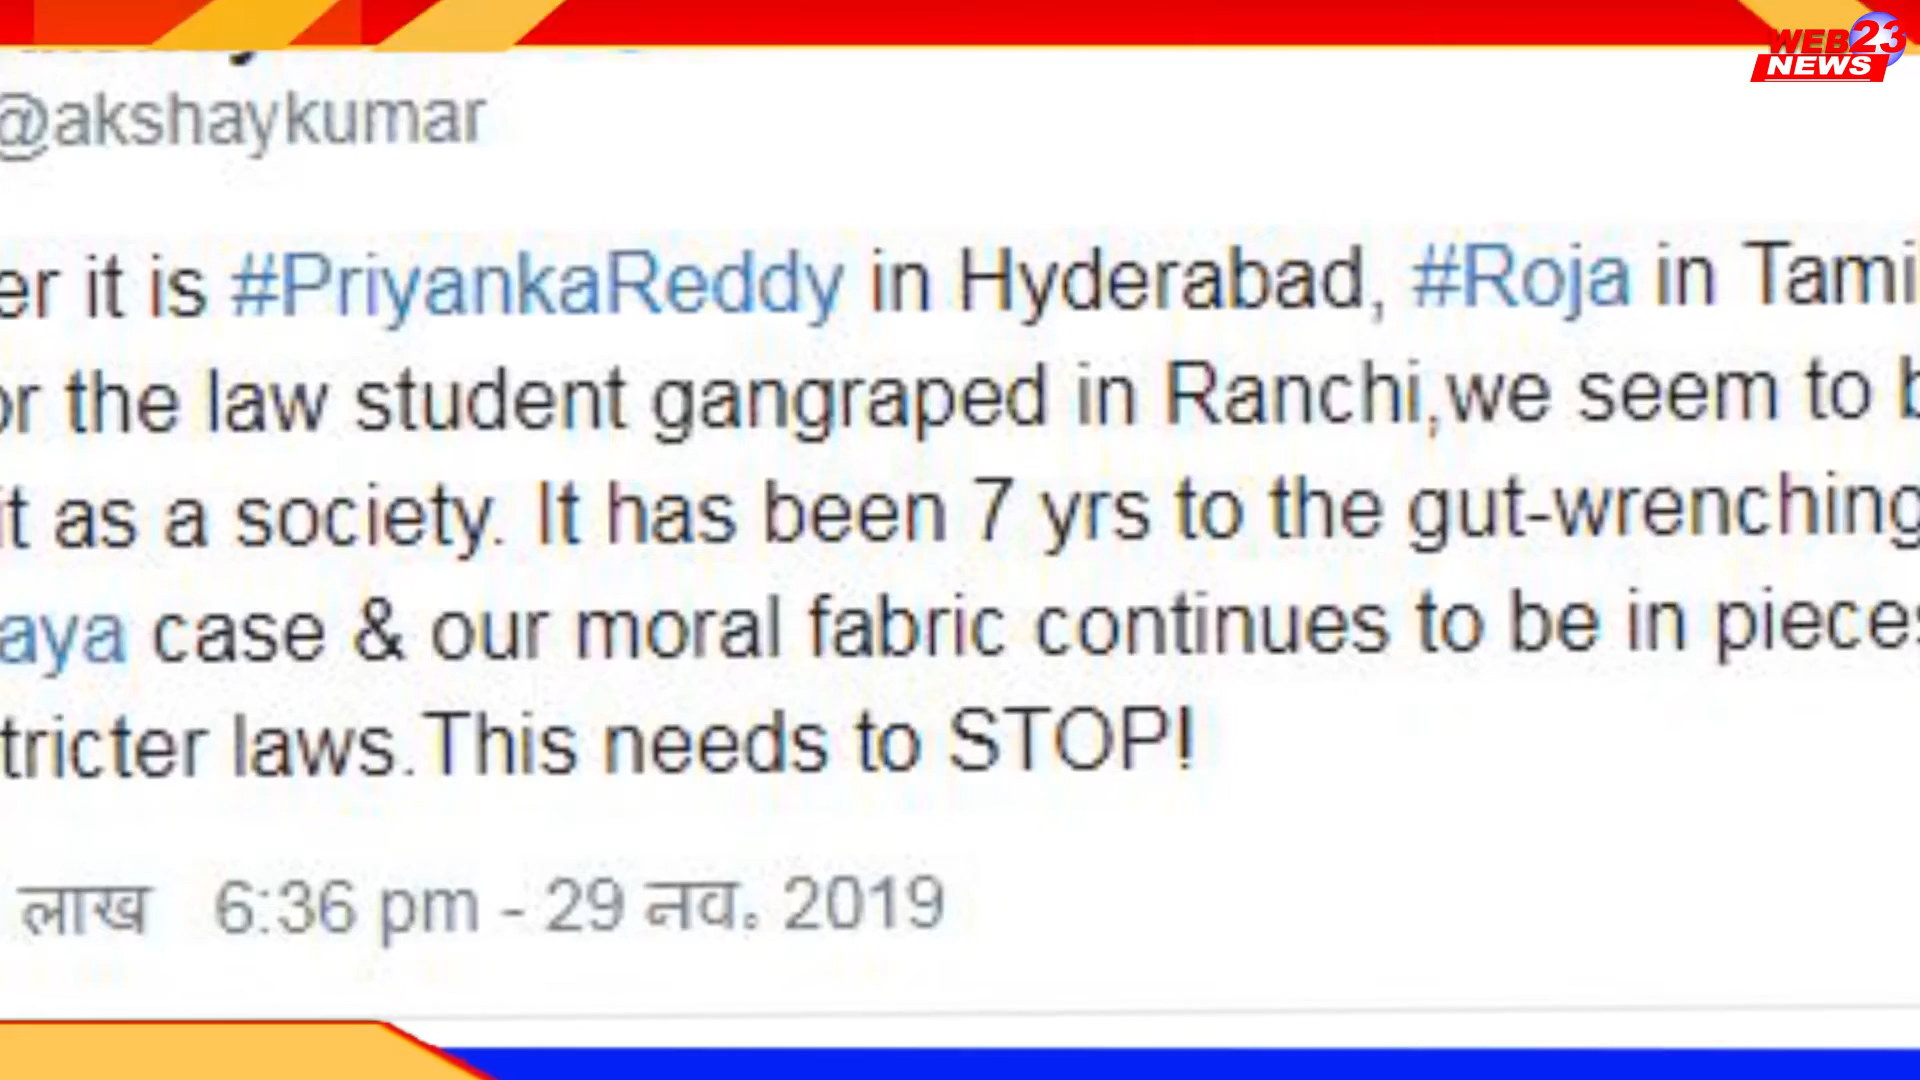 WEB23
NEWS
@akshaykumar
er it is #PriyankaReddy in Hyderabad, #Roja in Tami
or the law student gangraped in Ranchi,we seem to b
it as a society. It has been 7 yrs to the gut-wrenching
aya case & our moral fabric continues to be in pieces
tricter laws.This needs to STOP!
लाख 6:36 pm - 29 नव॰ 2019